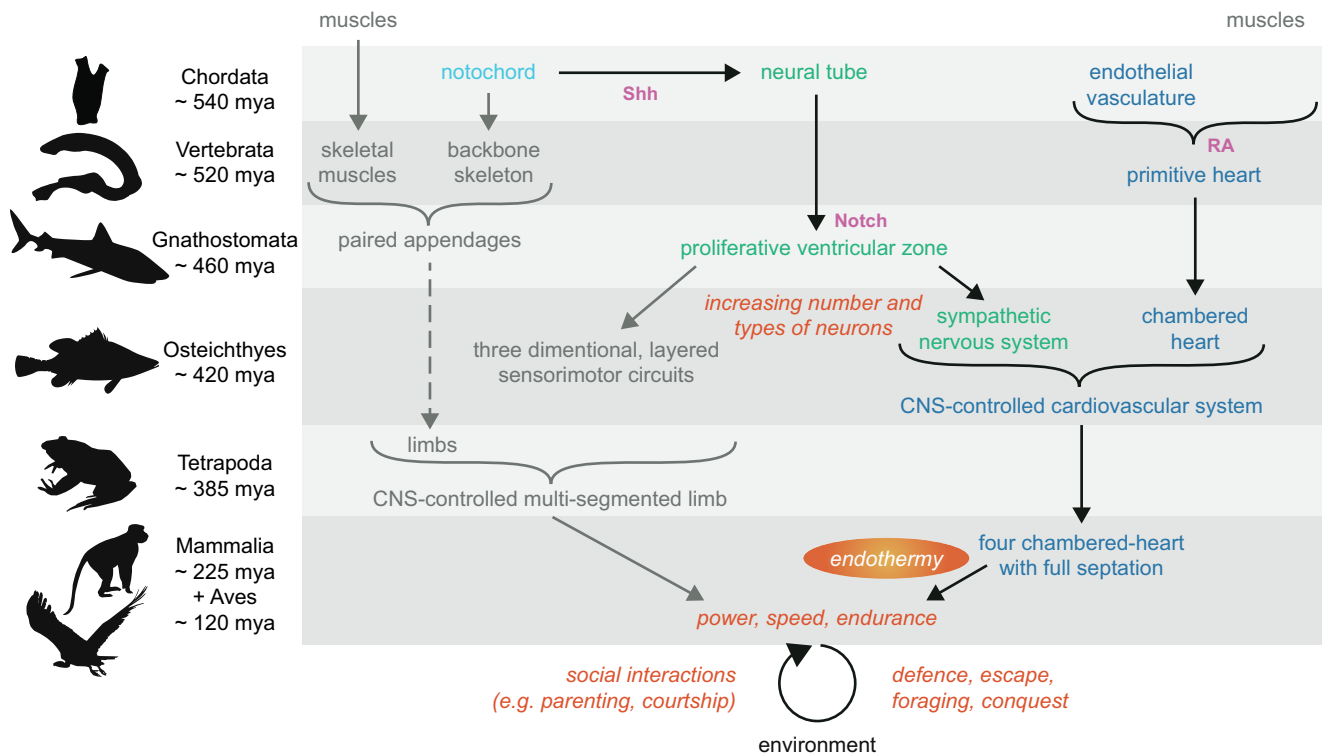 muscles
muscles
Chordata
~ 540 mya
notochord
Shh
neural tube
endothelial
vasculature
Vertebrata
~ 520 mya
skeletal
muscles
backbone
skeleton
RA
primitive heart
Gnathostomata
~ 460 mya
paired appendages
Notch
proliferative ventricular zone
Osteichthyes
~ 420 mya
increasing number and
types of neurons
three dimentional, layered
sensorimotor circuits
sympathetic
nervous system
chambered
heart
CNS-controlled cardiovascular system
Tetrapoda
~ 385 mya
limbs
CNS-controlled multi-segmented limb
Mammalia
~ 225 mya
+ Aves
~ 120 mya
endothermy
four chambered-heart
with full septation
power, speed, endurance
social interactions
(e.g. parenting, courtship)
defence, escape,
foraging, conquest
environment